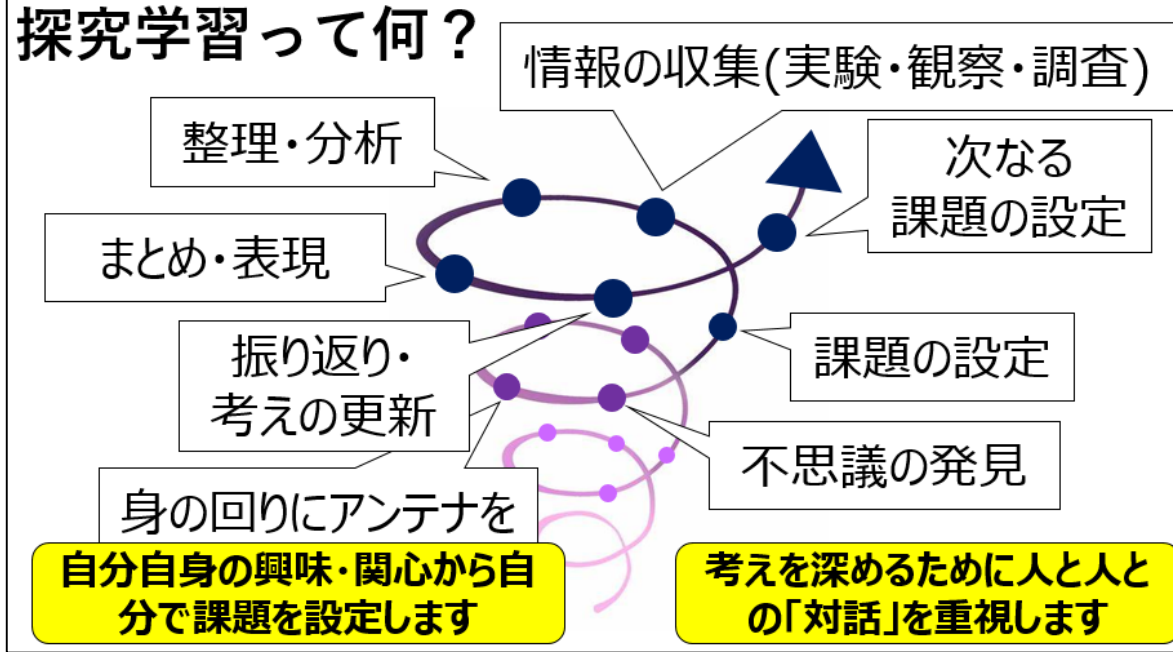 探究学習って何？
情報の収集(実験・観察・調査)
整理・分析
次なる
課題の設定
まとめ・表現
振り返り・
考えの更新
課題の設定
不思議の発見
身の回りにアンテナを
自分自身の興味・関心から自
分で課題を設定します
考えを深めるために人と人と
の「対話」を重視します